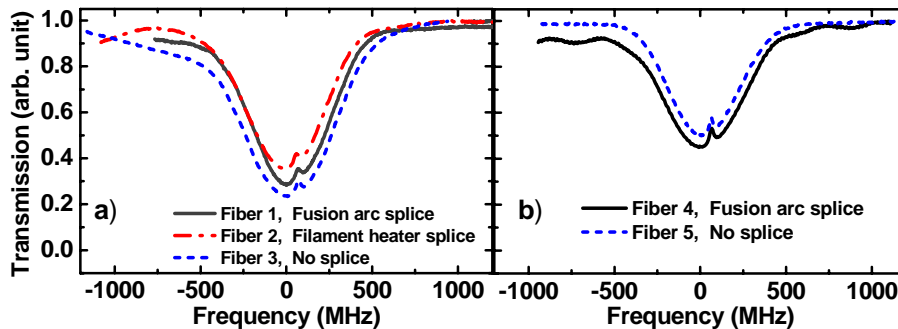 Transmission (arb. unit)
1.0
0.8
0.6
0.4
0.2
0.0
a)
Fiber 1, Fusion arc splice
Fiber 2, Filament heater splice
Fiber 3, No splice
-1000 -500 0 500 1000
Frequency (MHz)
b)
Fiber 4, Fusion arc splice
Fiber 5, No splice
-1000 -500 0 500 1000
Frequency (MHz)